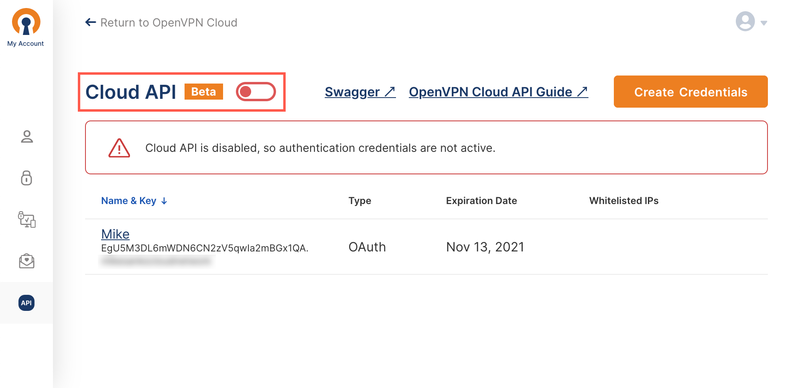 My Account
← Return to OpenVPN Cloud
Cloud API Beta
Swagger ↗ OpenVPN Cloud API Guide ↗
Create Credentials
Cloud API is disabled, so authentication credentials are not active.
Name & Key ↓ Type Expiration Date Whitelisted IPs
Mike
EgU5M3DL6mWDN6CN2zV5qwIa2mBGx1QA.
OAuth Nov 13, 2021
API